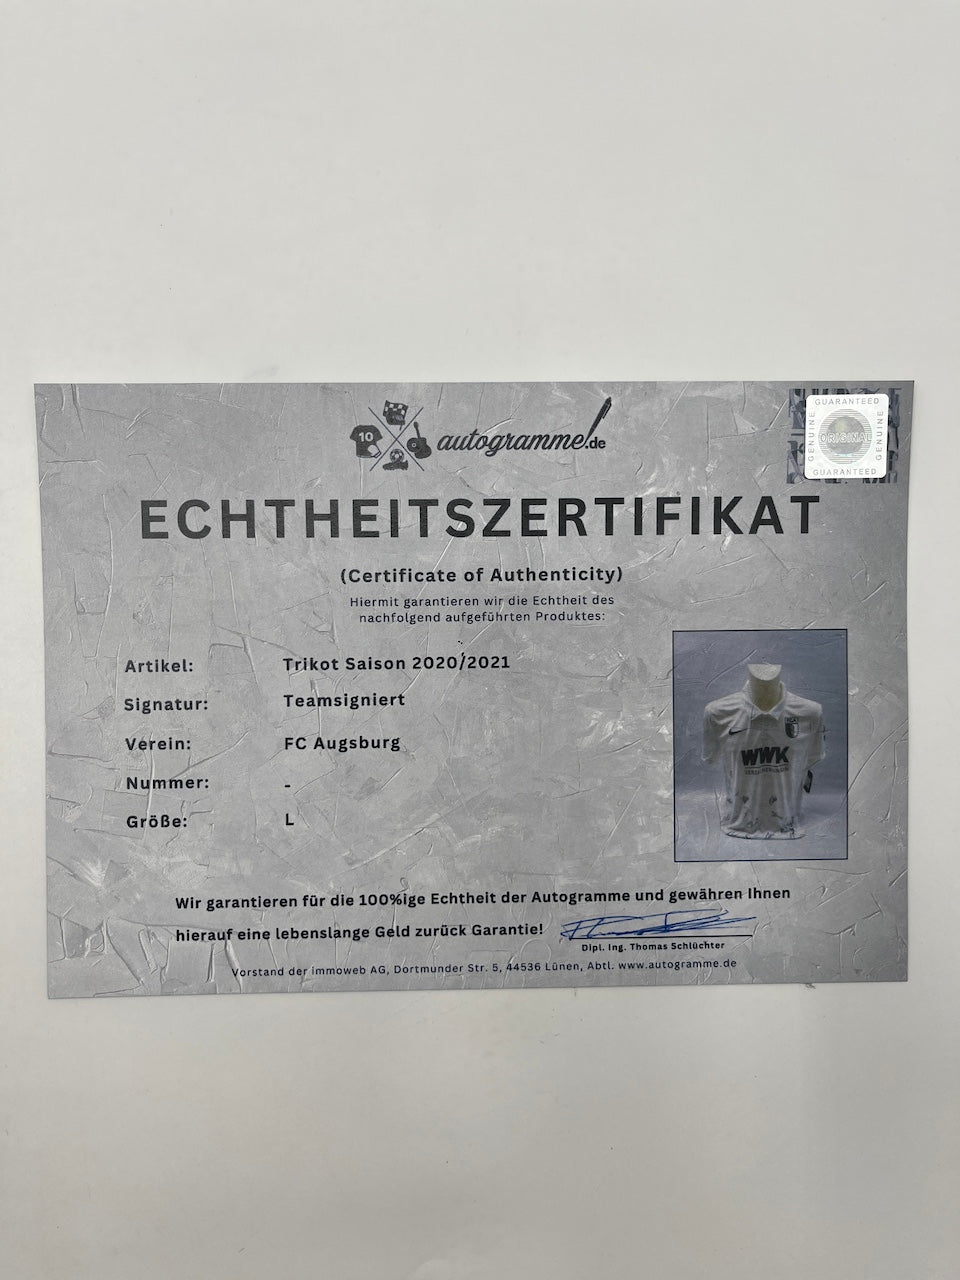 10
autogramme.de
GUARANTEED
GENUINE
ORIGINAL
GENUINE
GUARANTEED
ECHTHEITSZERTIFIKAT
(Certificate of Authenticity)
Hiermit garantieren wir die Echtheit des
nachfolgend aufgeführten Produktes:
Artikel: Trikot Saison 2020/2021
Signatur: Teamsigniert
Verein: FC Augsburg
Nummer: -
Größe: L
WWK
Wir garantieren für die 100%ige Echtheit der Autogramme und gewähren Ihnen
hierauf eine lebenslange Geld zurück Garantie!
Dipl. Ing. Thomas Schlüchter
Vorstand der immoweb AG, Dortmunder Str. 5, 44536 Lünen, Abtl. www.autogramme.de